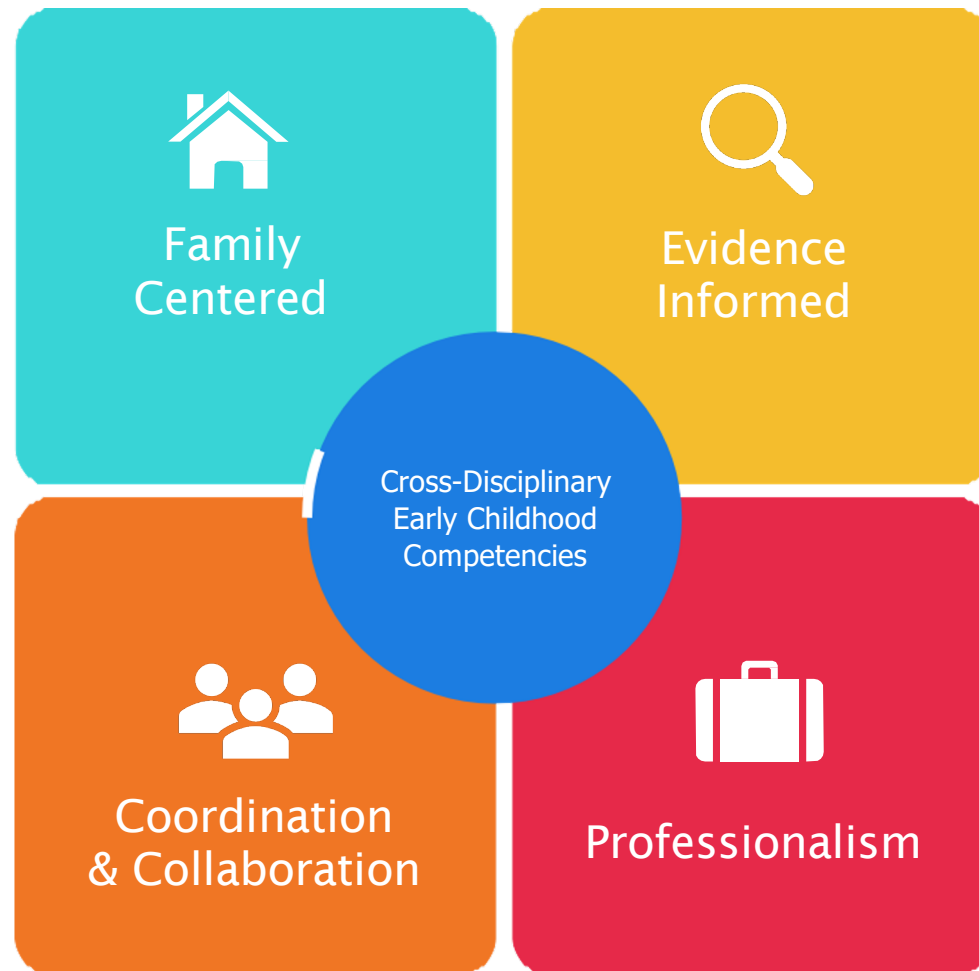 Family
Centered
Evidence
Informed
Cross-Disciplinary
Early Childhood
Competencies
Coordination
& Collaboration
Professionalism